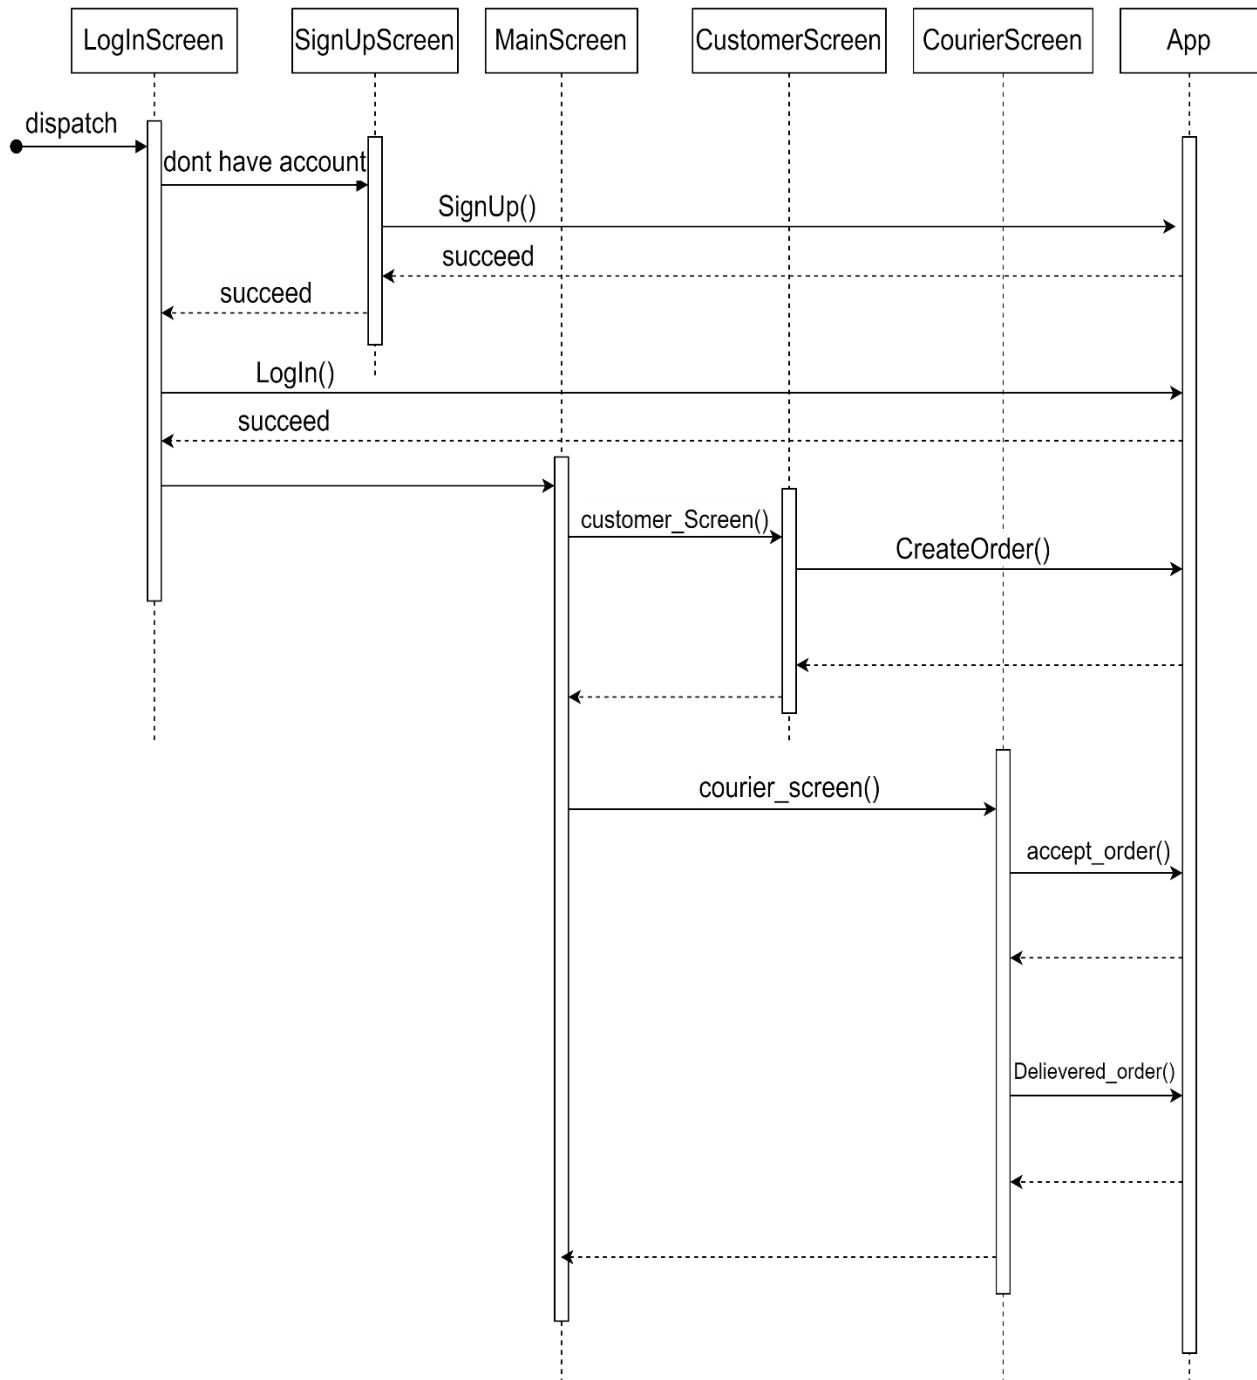 LogInScreen
SignUpScreen
MainScreen
CustomerScreen
CourierScreen
App
dispatch
dont have account
SignUp()
succeed
succeed
LogIn()
succeed
customer_Screen()
CreateOrder()
courier_screen()
accept_order()
Delievered_order()